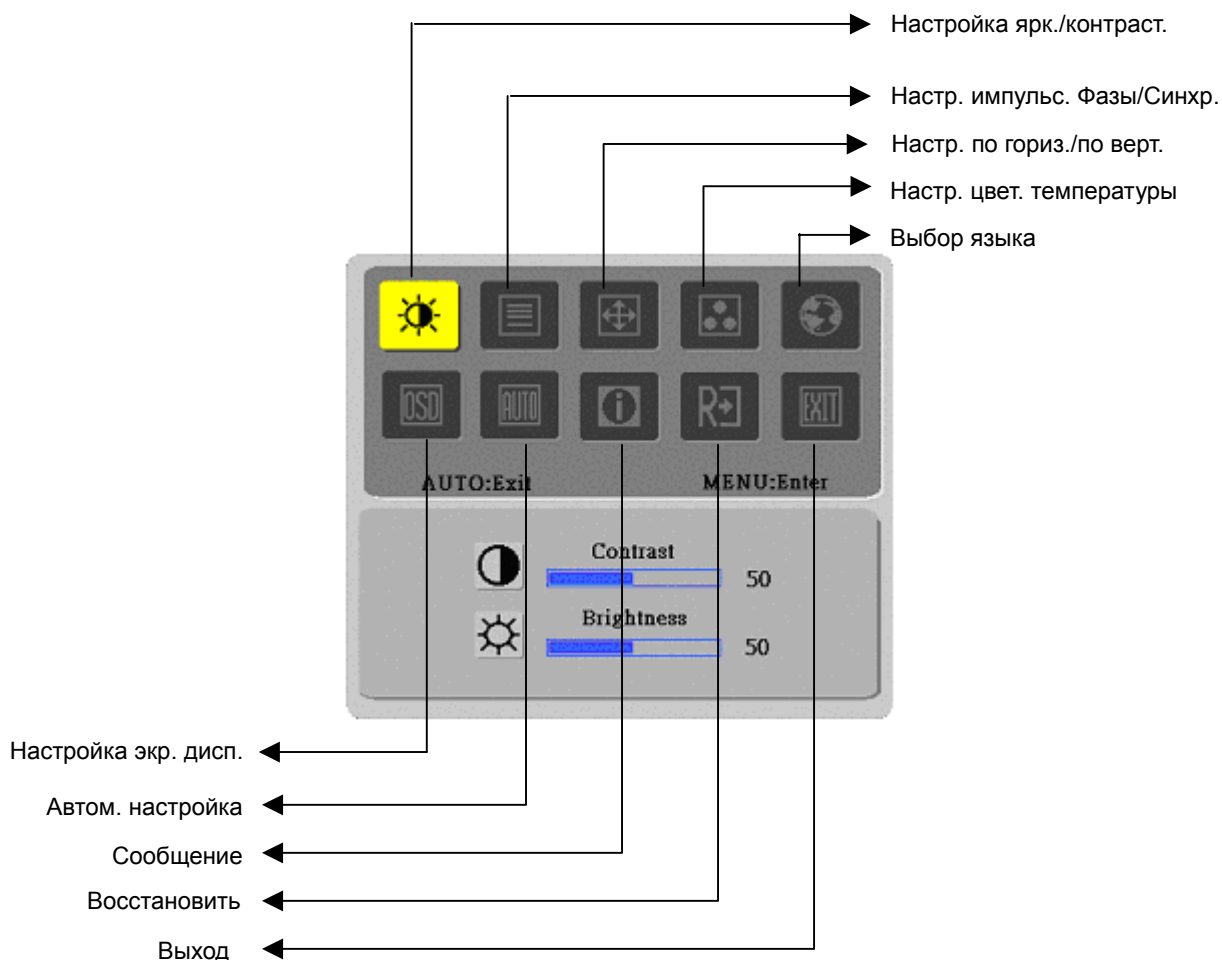 Настройка ярк./контраст.
Настр. импульс. Фазы/Синхр.
Настр. по гориз./по верт.
Настр. цвет. температуры
Выбор языка
OSD AUTO i R EXIT
AUTO:Exit MENU:Enter
Contrast
50
Brightness
50
Настройка экр. дисп.
Автом. настройка
Сообщение
Восстановить
Выход